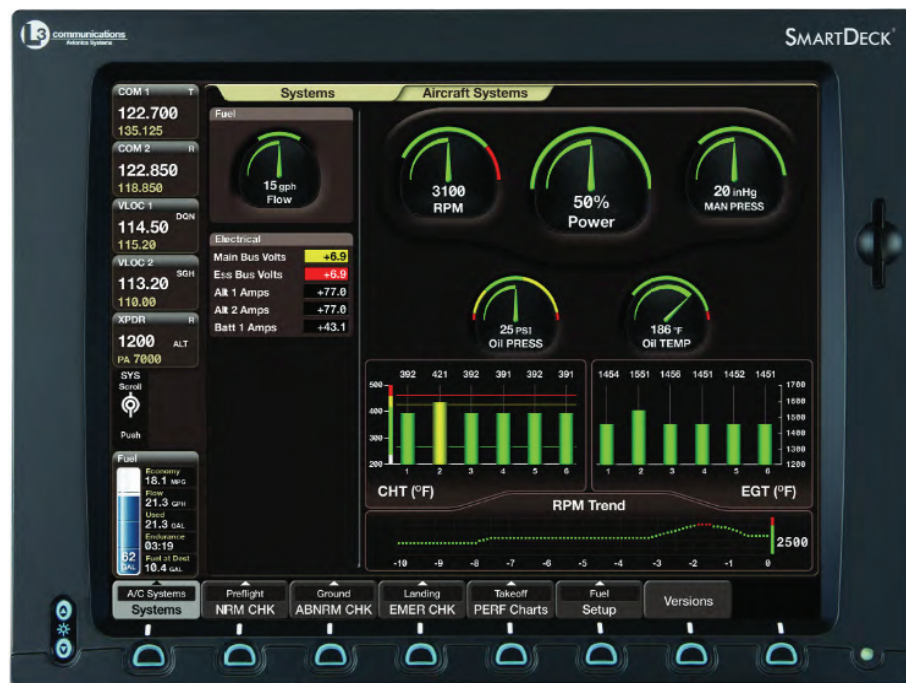 L3 communications
Avionics Systems
SMARTDECK
Systems
Aircraft Systems
COM 1 T
122.700
135.125
COM 2 R
122.850
118.850
VLOC 1
DQN
114.50
115.20
VLOC 2
SGH
113.20
110.00
XPDR R
1200 ALT
PA 7000
SYS
Scroll
Push
Fuel
Economy
18.1 MPG
Flow
21.3 GPH
Used
21.3 GAL
Endurance
03:19
Fuel at Dest
10.4 GAL
62
GAL
Fuel
15 gph
Flow
Electrical
Main Bus Volts +6.9
Ess Bus Volts +6.9
Alt 1 Amps +77.0
Alt 2 Amps +77.0
Batt 1 Amps +43.1
3100
RPM
50%
Power
20 inHg
MAN PRESS
25 PSI
Oil PRESS
186 °F
Oil TEMP
392 421 392 391 392 391
500
400
300
200
1 2 3 4 5 6
CHT (°F)
1454 1551 1456 1451 1452 1451
1700
1600
1500
1400
1300
1200
1 2 3 4 5 6
EGT (°F)
RPM Trend
2500
-10 -9 -8 -7 -6 -5 -4 -3 -2 -1 0
A/C Systems
Systems
Preflight
NRM CHK
Ground
ABNRM CHK
Landing
EMER CHK
Takeoff
PERF Charts
Fuel
Setup
Versions